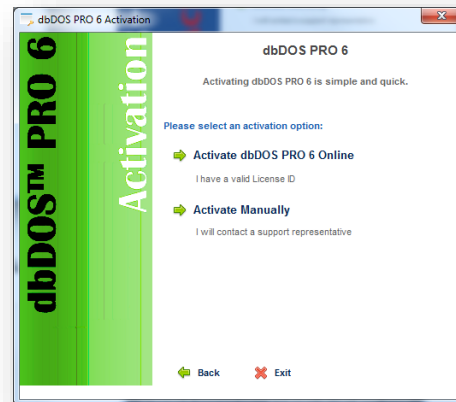 dbDOS PRO 6 Activation
dbDOS™ PRO 6
Activation
dbDOS PRO 6
Activating dbDOS PRO 6 is simple and quick.
Please select an activation option:
Activate dbDOS PRO 6 Online
I have a valid License ID
Activate Manually
I will contact a support representative
Back
Exit